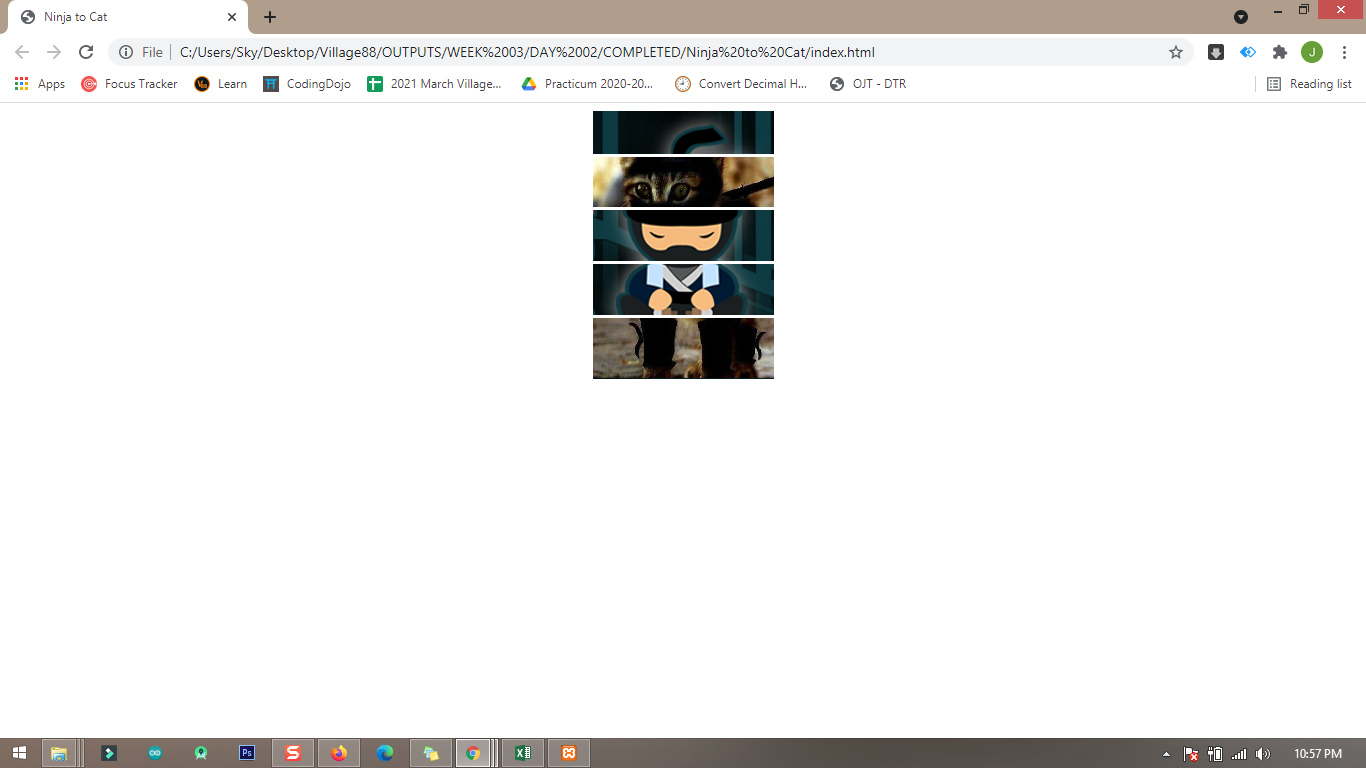 Ninja to Cat
File C:/Users/Sky/Desktop/Village88/OUTPUTS/WEEK%2003/DAY%2002/COMPLETED/Ninja%20to%20Cat/index.html
J
Apps Focus Tracker Learn CodingDojo 2021 March Village... Practicum 2020-20... Convert Decimal H... OJT - DTR Reading list
Ps
10:57 PM